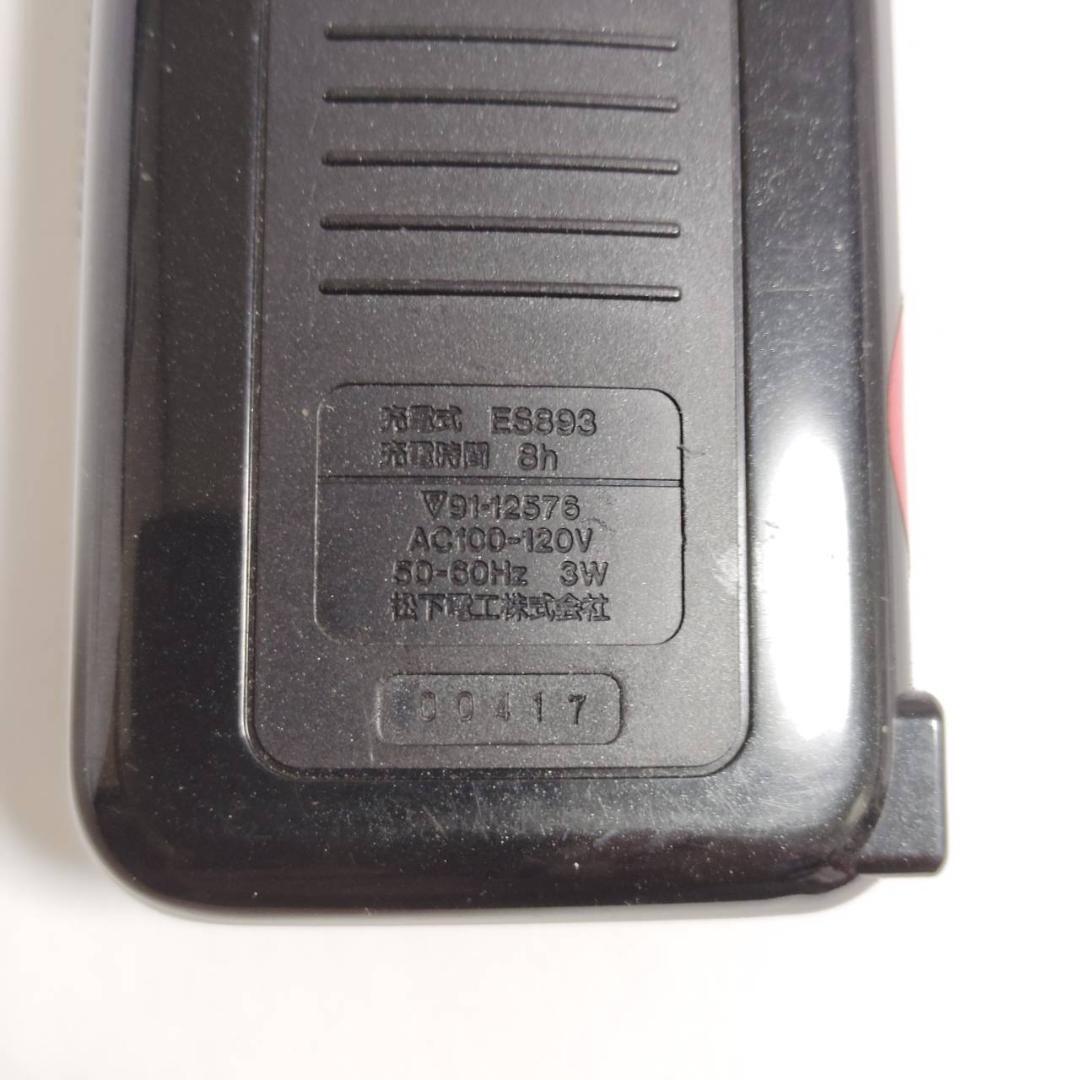 充電式 ES893
充電時間 8h
▽91-12576
AC100-120V
50-60Hz 3W
松下電工株式会社
00417